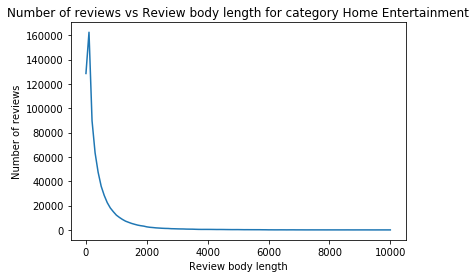 Number of reviews vs Review body length for category Home Entertainment
160000
140000
120000
100000
80000
60000
40000
20000
0
Number of reviews
0 2000 4000 6000 8000 10000
Review body length